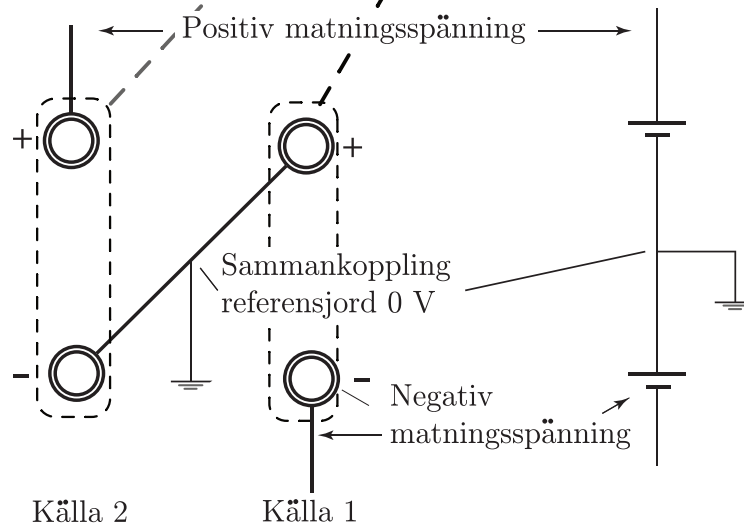 Positiv matningsspänning
+
+
Sammankoppling
referensjord 0 V
-
-
Negativ
matningsspänning
Källa 2
Källa 1